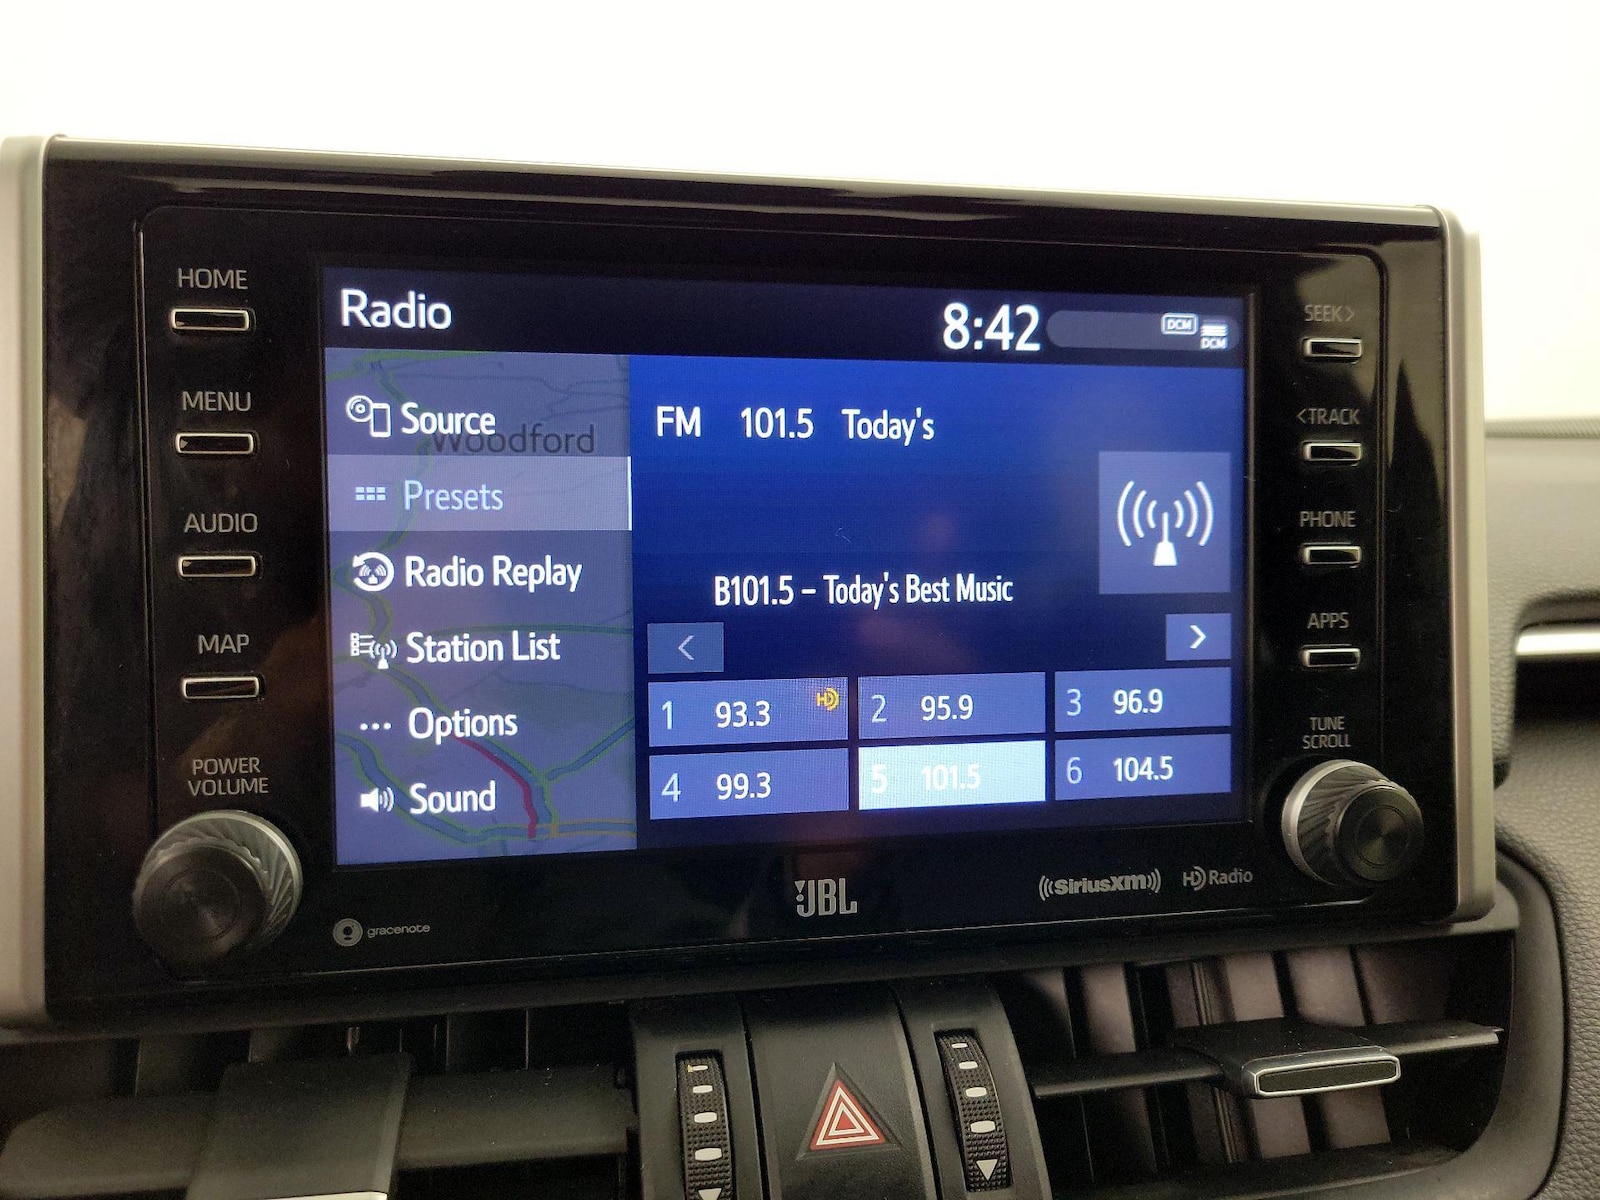 HOME
MENU
AUDIO
MAP
POWER
VOLUME
Radio
8:42
DCM
DCM
Source
Woodford
Presets
Radio Replay
Station List
Options
Sound
FM 101.5 Today's
B101.5 – Today's Best Music
<
>
1 93.3 HD
2 95.9
3 96.9
4 99.3
5 101.5
6 104.5
SEEK>
<TRACK
PHONE
APPS
TUNE
SCROLL
gracenote
JBL
SiriusXM
HD Radio